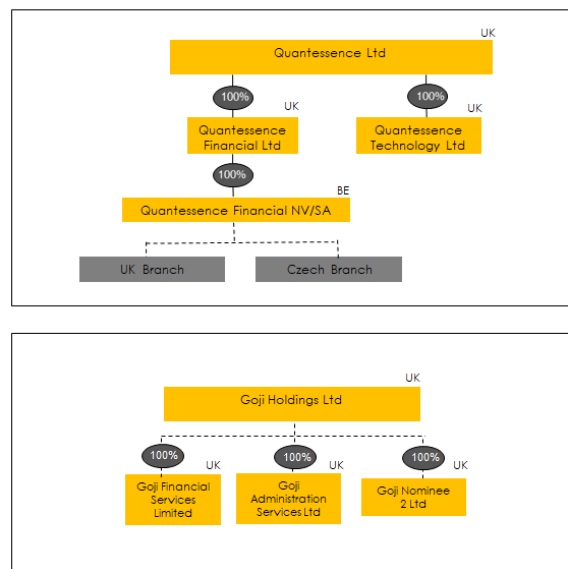 UK
Quantessence Ltd
100%
100%
UK
UK
Quantessence
Financial Ltd
Quantessence
Technology Ltd
100%
BE
Quantessence Financial NV/SA
UK Branch
Czech Branch
UK
Goji Holdings Ltd
100%
100%
100%
UK
UK
UK
Goji Financial
Services
Limited
Goji
Administration
Services Ltd
Goji Nominee
2 Ltd